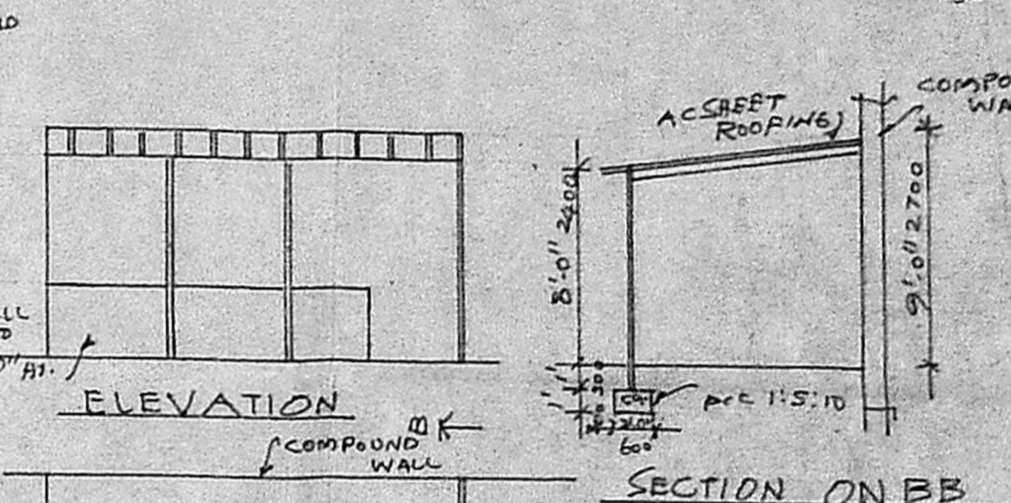 AC SHEET
ROOFING
COMPO
WA
8'-0" 2400
9'-0" 2700
300
pcc 1:5:10
600
ELEVATION
B
COMPOUND
WALL
SECTION ON BB